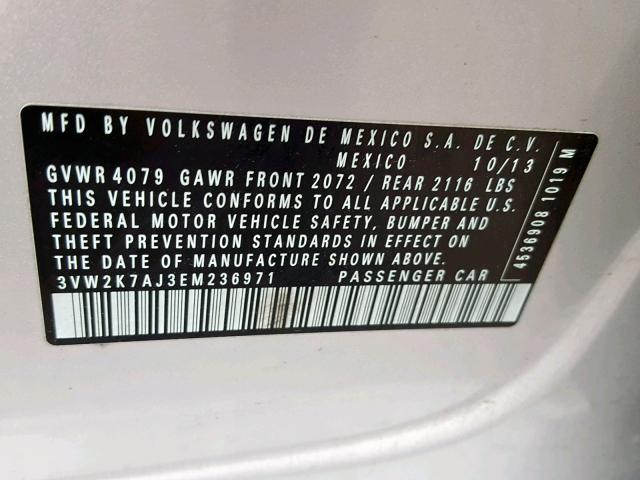 MFD BY VOLKSWAGEN DE MEXICO S.A. DE C.V.
MEXICO 10/13
GVWR 4079 GAWR FRONT 2072 / REAR 2116 LBS
THIS VEHICLE CONFORMS TO ALL APPLICABLE U.S.
FEDERAL MOTOR VEHICLE SAFETY, BUMPER AND
THEFT PREVENTION STANDARDS IN EFFECT ON
THE DATE OF MANUFACTURE SHOWN ABOVE.
3VW2K7AJ3EM236971 PASSENGER CAR
4536908 1019 M